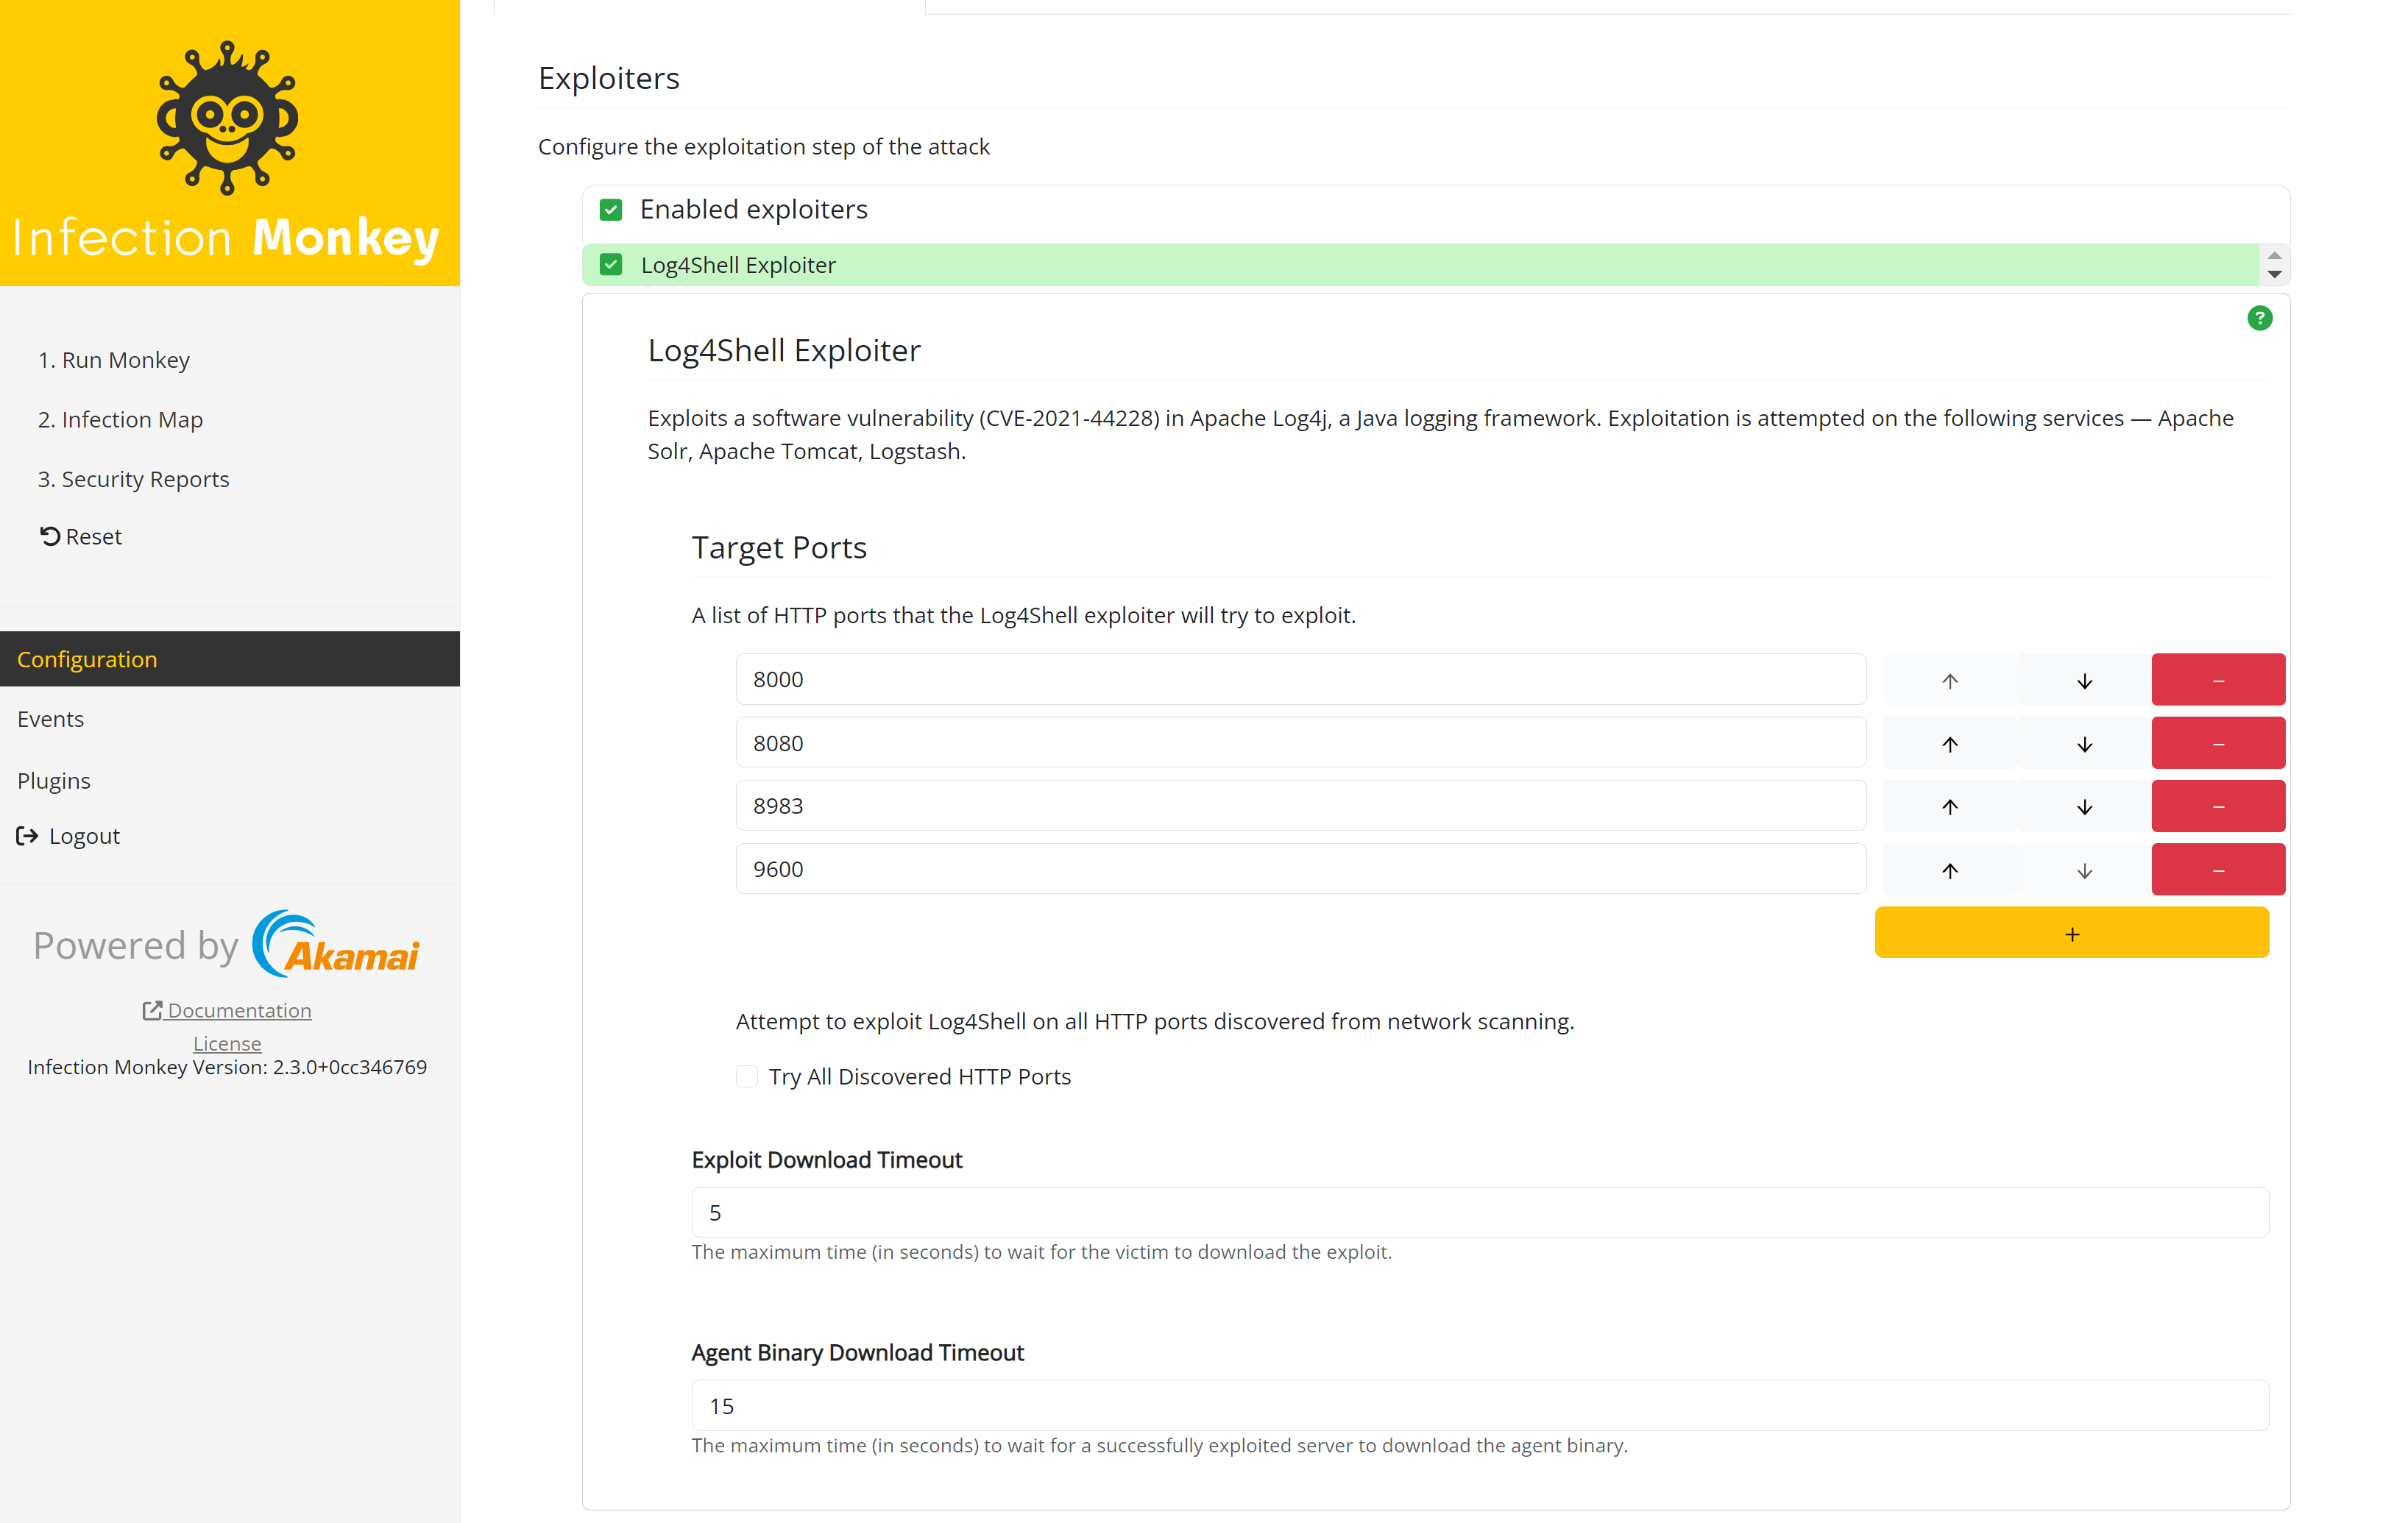 Infection Monkey
1. Run Monkey
2. Infection Map
3. Security Reports
Reset
Configuration
Events
Plugins
Logout
Powered by Akamai
Documentation
License
Infection Monkey Version: 2.3.0+0cc346769
Exploiters
Configure the exploitation step of the attack
Enabled exploiters
Log4Shell Exploiter
?
Log4Shell Exploiter
Exploits a software vulnerability (CVE-2021-44228) in Apache Log4j, a Java logging framework. Exploitation is attempted on the following services — Apache
Solr, Apache Tomcat, Logstash.
Target Ports
A list of HTTP ports that the Log4Shell exploiter will try to exploit.
8000
8080
8983
9600
+
Attempt to exploit Log4Shell on all HTTP ports discovered from network scanning.
Try All Discovered HTTP Ports
Exploit Download Timeout
5
The maximum time (in seconds) to wait for the victim to download the exploit.
Agent Binary Download Timeout
15
The maximum time (in seconds) to wait for a successfully exploited server to download the agent binary.